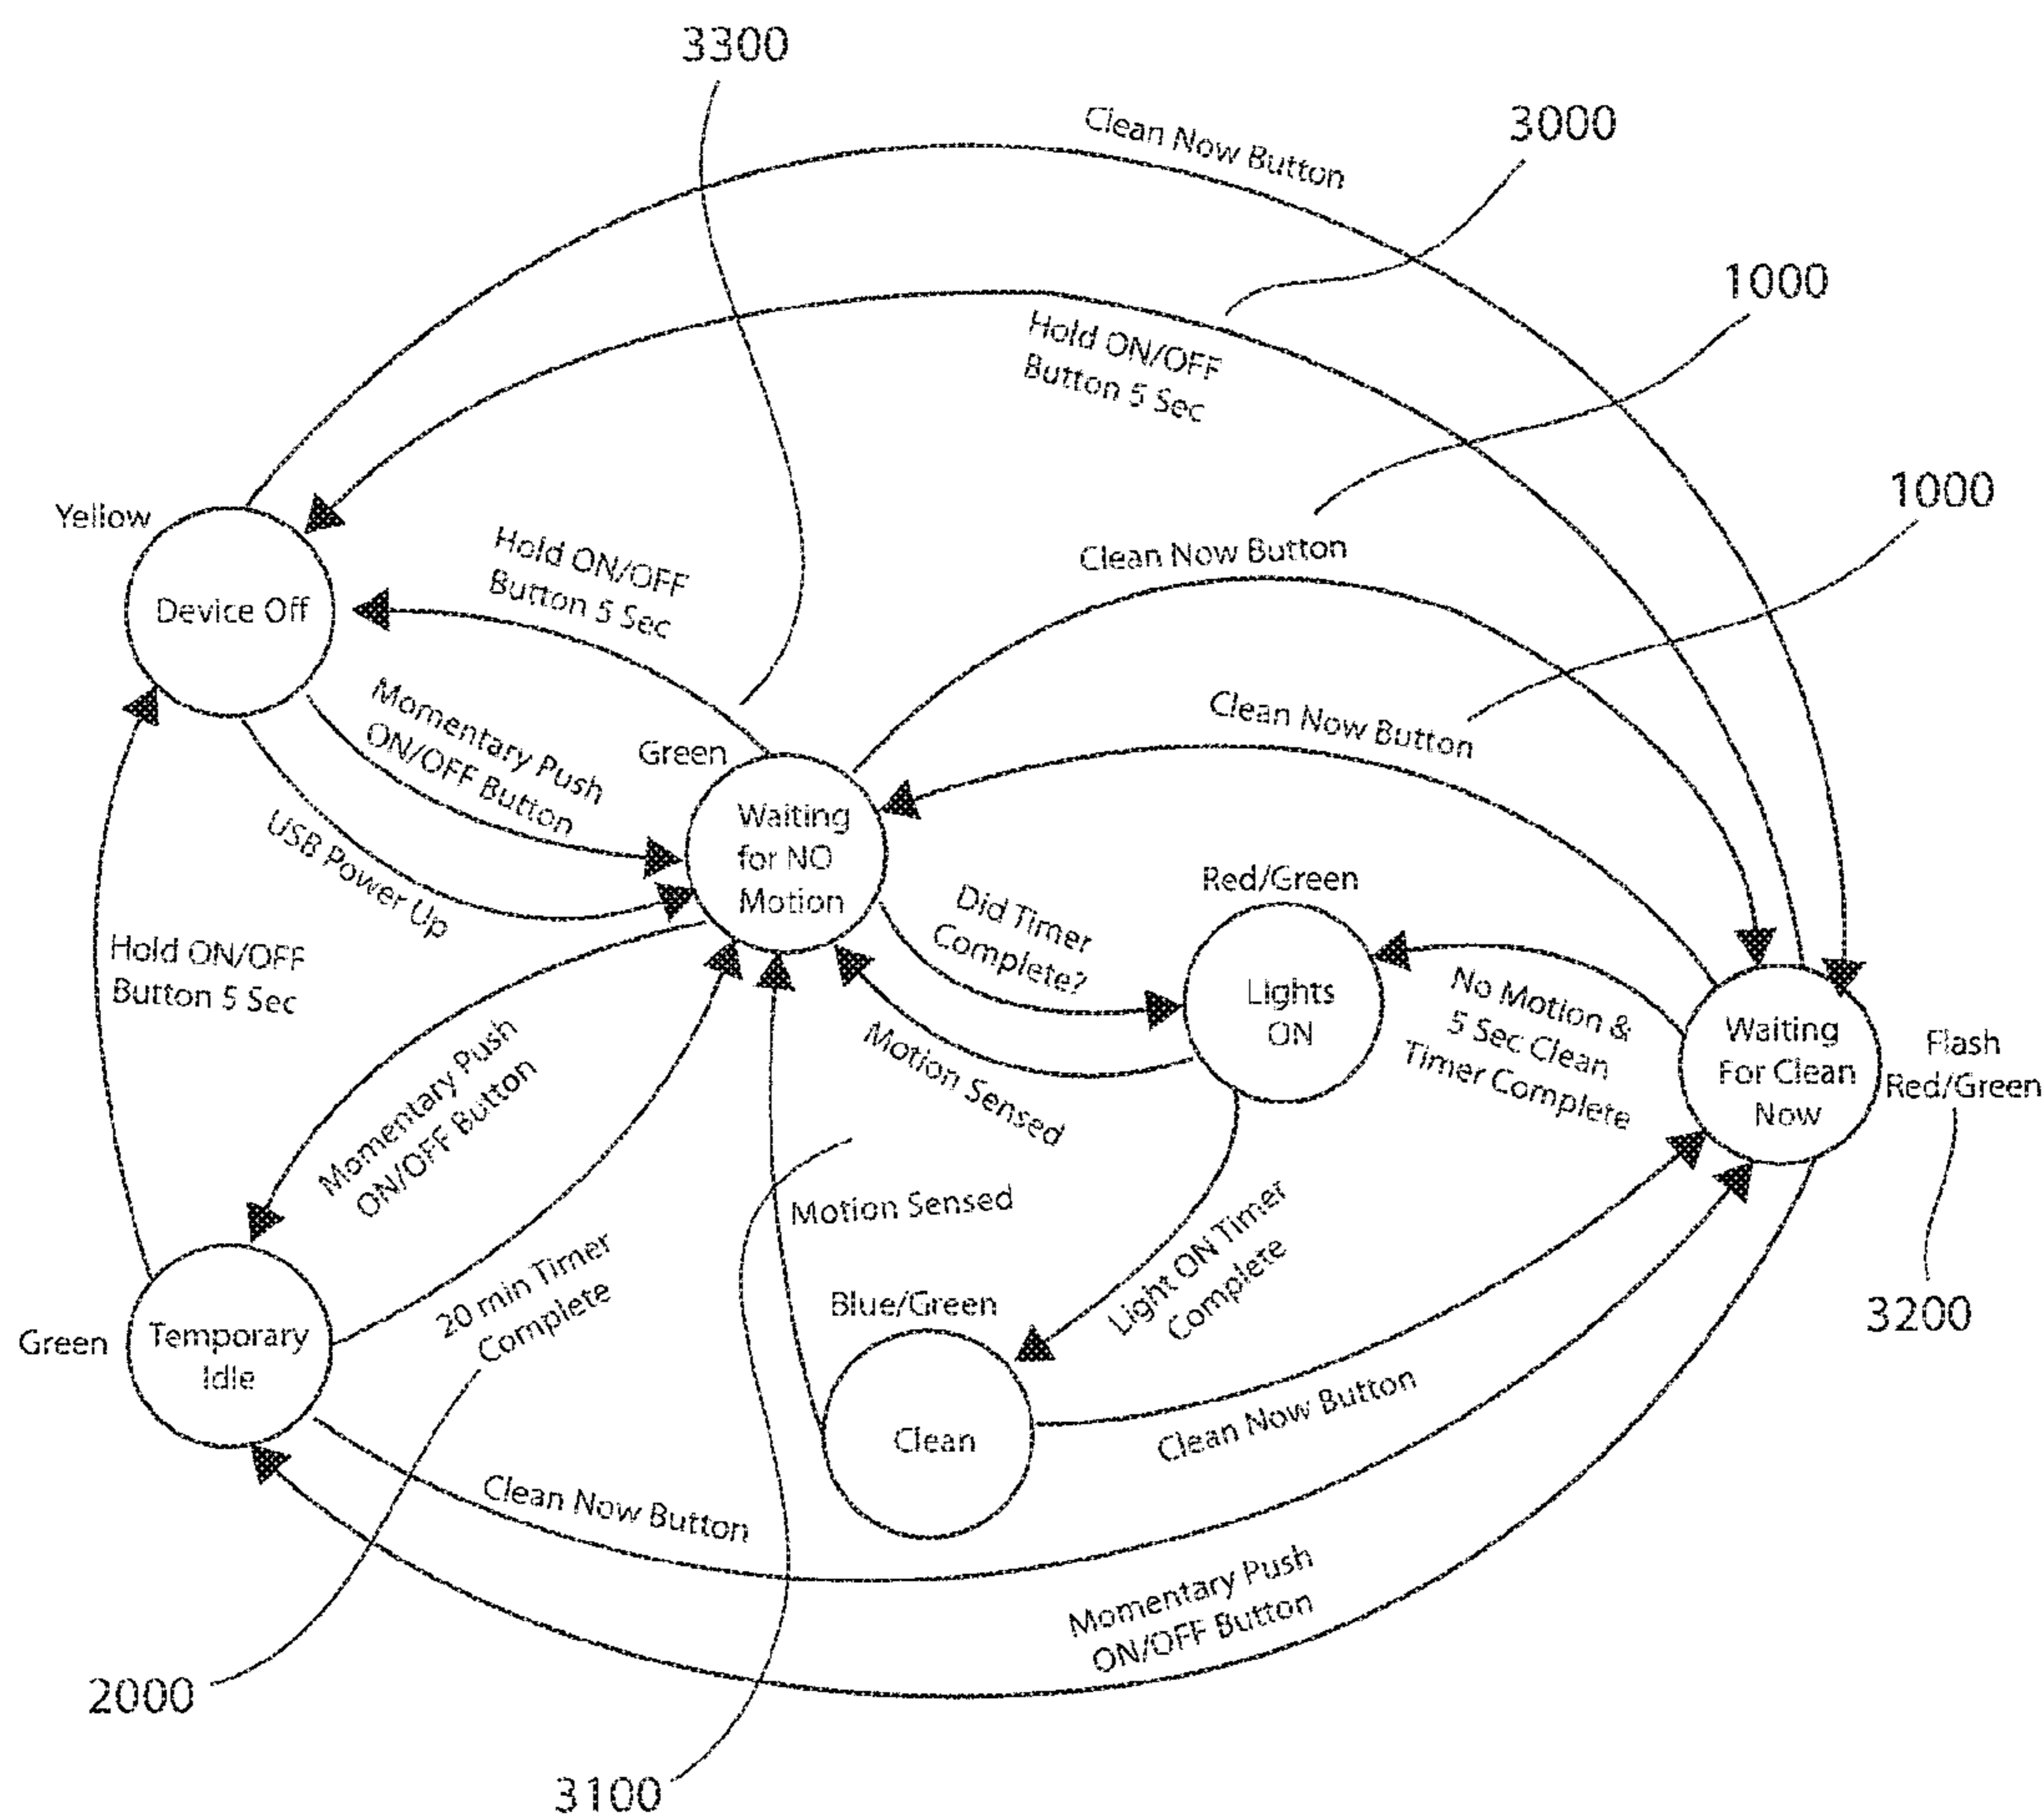 3300
Clean Now Button
3000
1000
Hold ON/OFF
Button 5 Sec
1000
Yellow
Device Off
Hold ON/OFF
Button 5 Sec
Clean Now Button
Momentary Push
ON/OFF Button
USB Power Up
Green
Waiting
for NO
Motion
Clean Now Button
Did Timer
Complete?
Red/Green
Lights
ON
No Motion &
5 Sec Clean
Timer Complete
Waiting
For Clean
Now
Flash
Red/Green
Hold ON/OFF
Button 5 Sec
Momentary Push
ON/OFF Button
Motion Sensed
Motion Sensed
Light ON Timer
Complete
3200
Green
Temporary
Idle
20 min Timer
Complete
Blue/Green
Clean
Clean Now Button
Clean Now Button
Momentary Push
ON/OFF Button
2000
3100